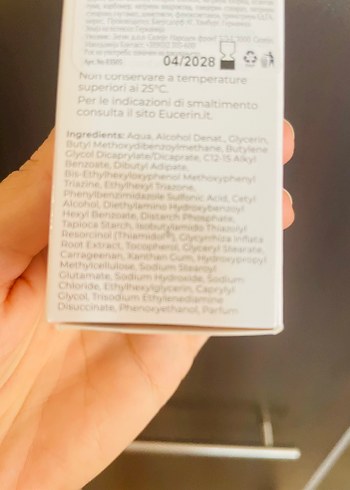 04/2028
Non conservare a temperature
superiori ai 25°C.
Per le indicazioni di smaltimento
consulta il sito Eucerin.it.
Ingredients: Aqua, Alcohol Denat., Glycerin,
Butyl Methoxydibenzoylmethane, Butylene
Glycol Dicaprylate/Dicaprate, C12-15 Alkyl
Benzoate, Dibutyl Adipate,
Bis-Ethylhexyloxyphenol Methoxyphenyl
Triazine, Ethylhexyl Triazone,
Phenylbenzimidazole Sulfonic Acid, Cetyl
Alcohol, Diethylamino Hydroxybenzoyl
Hexyl Benzoate, Distarch Phosphate,
Tapioca Starch, Isobutylamido Thiazolyl
Resorcinol (Thiamidol®), Glycyrrhiza Inflata
Root Extract, Tocopherol, Glyceryl Stearate,
Carrageenan, Xanthan Gum, Hydroxypropyl
Methylcellulose, Sodium Stearoyl
Glutamate, Sodium Hydroxide, Sodium
Chloride, Ethylhexylglycerin, Caprylyl
Glycol, Trisodium Ethylenediamine
Disuccinate, Phenoxyethanol, Parfum